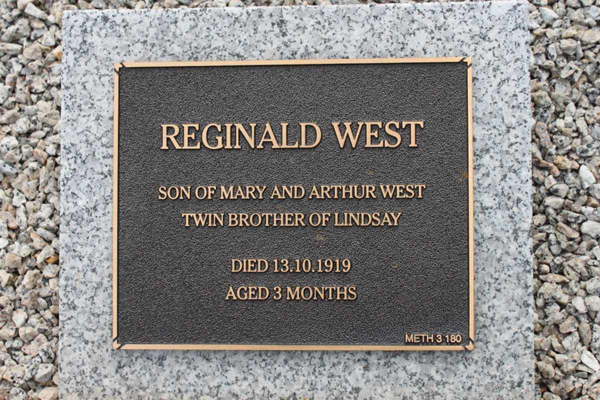 REGINALD WEST
SON OF MARY AND ARTHUR WEST
TWIN BROTHER OF LINDSAY
DIED 13.10.1919
AGED 3 MONTHS
METH 3 180